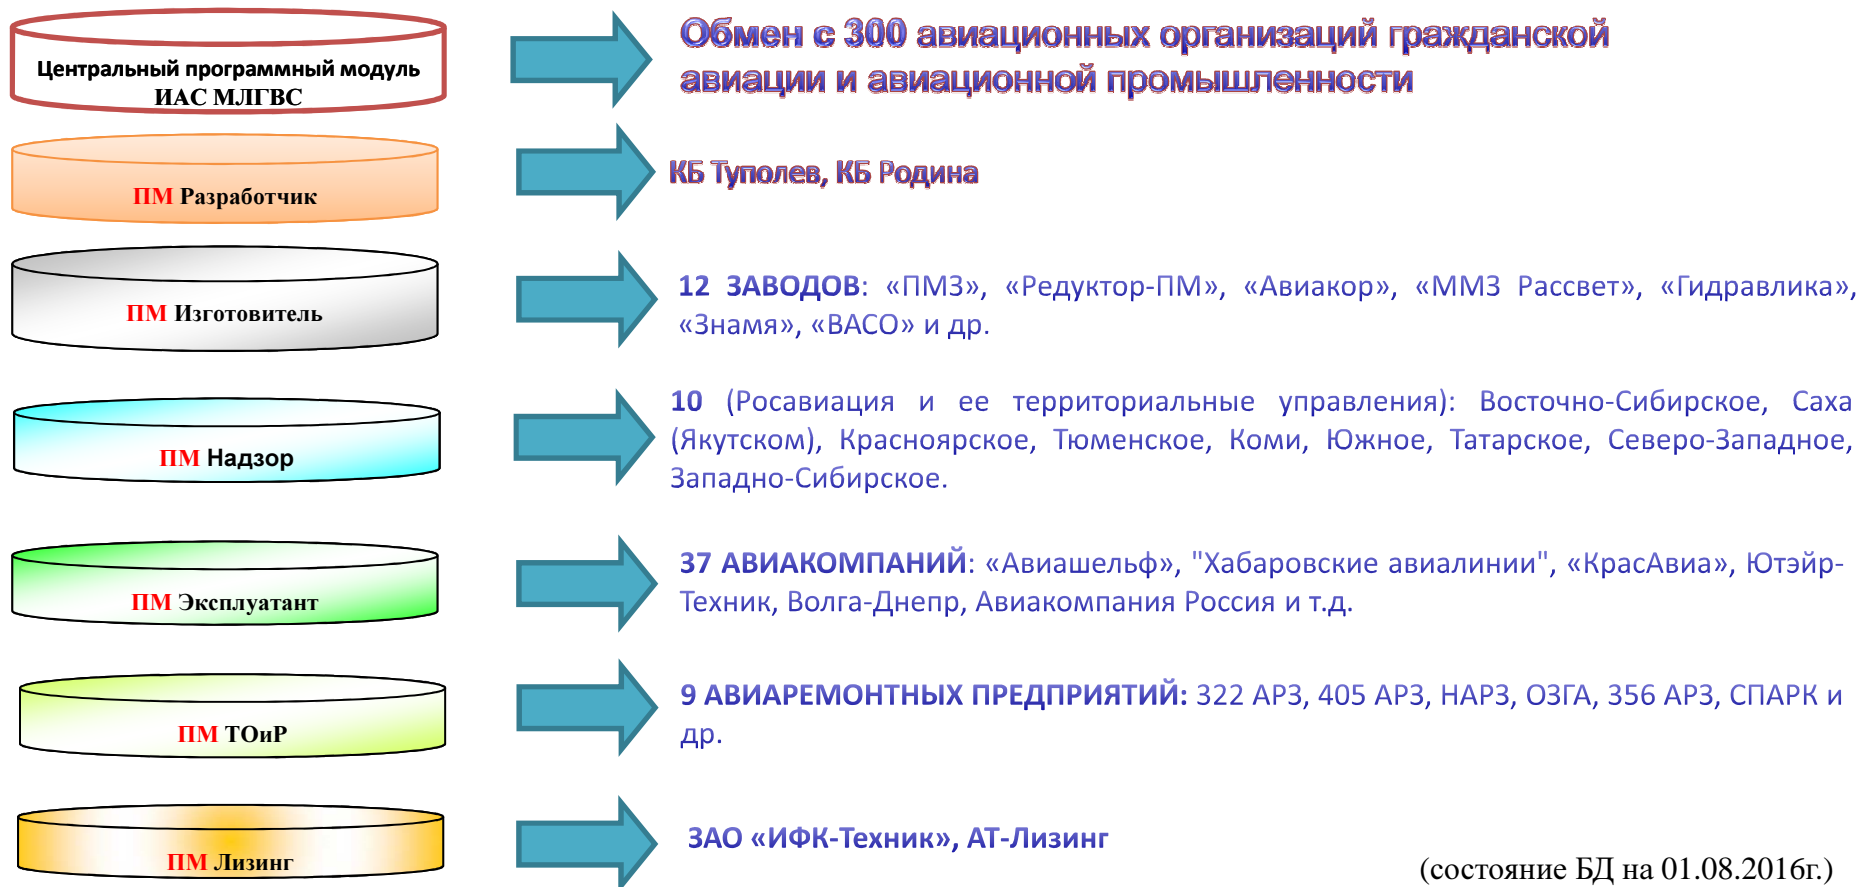 Центральный программный модуль
ИАС МЛГВС
Обмен с 300 авиационных организаций гражданской
авиации и авиационной промышленности
ПМ Разработчик
КБ Туполев, КБ Родина
ПМ Изготовитель
12 ЗАВОДОВ: «ПМЗ», «Редуктор-ПМ», «Авиакор», «ММЗ Рассвет», «Гидравлика»,
«Знамя», «ВАСО» и др.
ПМ Надзор
10 (Росавиация и ее территориальные управления): Восточно-Сибирское, Саха
(Якутском), Красноярское, Тюменское, Коми, Южное, Татарское, Северо-Западное,
Западно-Сибирское.
ПМ Эксплуатант
37 АВИАКОМПАНИЙ: «Авиашельф», "Хабаровские авиалинии", «КрасАвиа», Ютэйр-
Техник, Волга-Днепр, Авиакомпания Россия и т.д.
ПМ ТОиР
9 АВИАРЕМОНТНЫХ ПРЕДПРИЯТИЙ: 322 АРЗ, 405 АРЗ, НАРЗ, ОЗГА, 356 АРЗ, СПАРК и
др.
ПМ Лизинг
ЗАО «ИФК-Техник», АТ-Лизинг
(состояние БД на 01.08.2016г.)